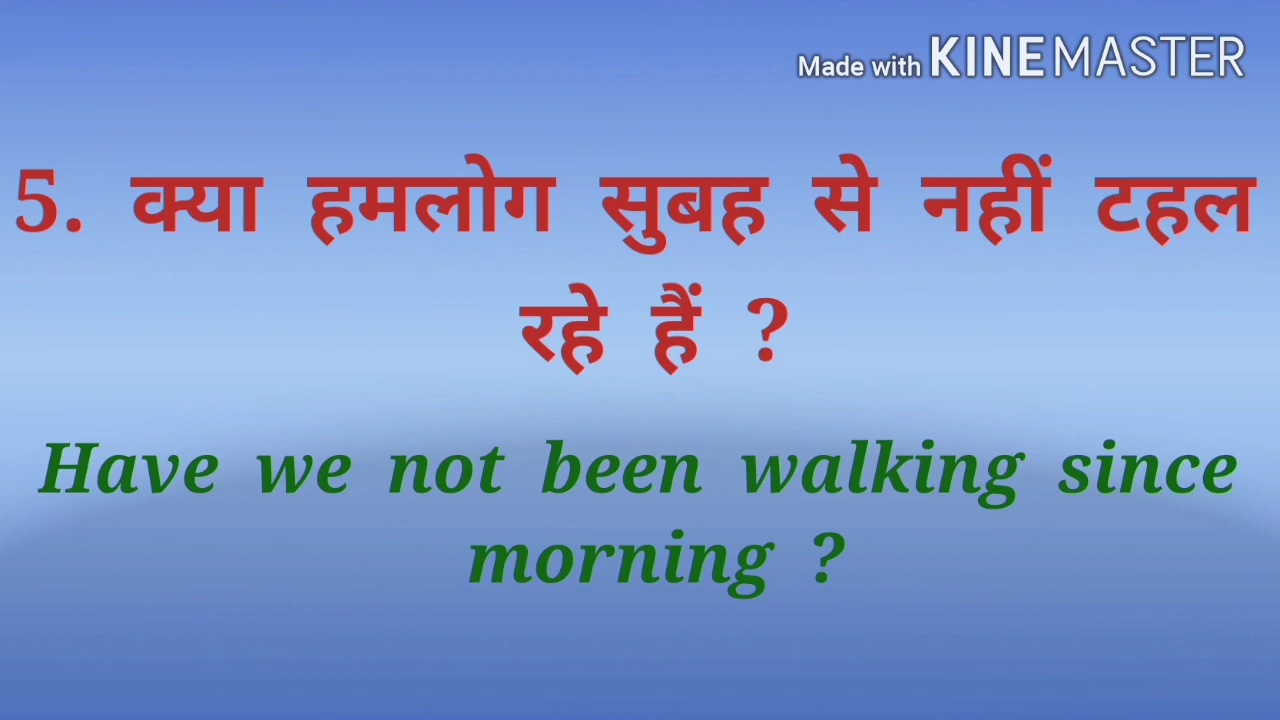 Made with KINEMASTER
5. क्या हमलोग सुबह से नहीं टहल
रहे हैं ?
Have we not been walking since
morning ?